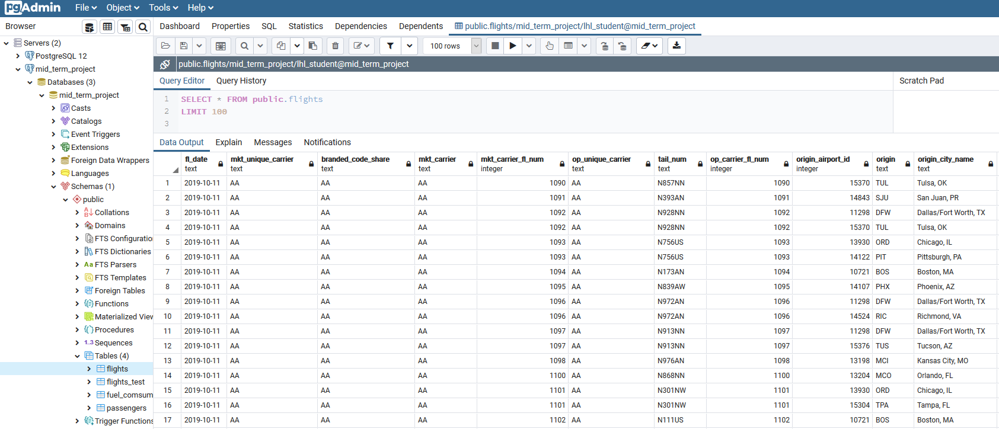 pgAdmin File Object Tools Help
Browser
Dashboard Properties SQL Statistics Dependencies Dependents public.flights/mid_term_project/lhl_student@mid_term_project
100 rows
public.flights/mid_term_project/lhl_student@mid_term_project
Query Editor Query History Scratch Pad
1 SELECT * FROM public.flights
2 LIMIT 100
3
Servers (2)
PostgreSQL 12
mid_term_project
Databases (3)
mid_term_project
Casts
Catalogs
Event Triggers
Extensions
Foreign Data Wrappers
Languages
Schemas (1)
public
Collations
Domains
FTS Configuratio
FTS Dictionaries
Aa FTS Parsers
FTS Templates
Foreign Tables
Functions
Materialized View
Procedures
1..3 Sequences
Tables (4)
flights
flights_test
fuel_comsum
passengers
Trigger Functions
Data Output Explain Messages Notifications
fl_date mkt_unique_carrier branded_code_share mkt_carrier mkt_carrier_fl_num op_unique_carrier tail_num op_carrier_fl_num origin_airport_id origin origin_city_name
text text text text integer text text integer integer text text
1 2019-10-11 AA AA AA 1090 AA N857NN 1090 15370 TUL Tulsa, OK
2 2019-10-11 AA AA AA 1091 AA N393AN 1091 14843 SJU San Juan, PR
3 2019-10-11 AA AA AA 1092 AA N928NN 1092 11298 DFW Dallas/Fort Worth, TX
4 2019-10-11 AA AA AA 1092 AA N928NN 1092 15370 TUL Tulsa, OK
5 2019-10-11 AA AA AA 1093 AA N756US 1093 13930 ORD Chicago, IL
6 2019-10-11 AA AA AA 1093 AA N756US 1093 14122 PIT Pittsburgh, PA
7 2019-10-11 AA AA AA 1094 AA N173AN 1094 10721 BOS Boston, MA
8 2019-10-11 AA AA AA 1095 AA N839AW 1095 14107 PHX Phoenix, AZ
9 2019-10-11 AA AA AA 1096 AA N972AN 1096 11298 DFW Dallas/Fort Worth, TX
10 2019-10-11 AA AA AA 1096 AA N972AN 1096 14524 RIC Richmond, VA
11 2019-10-11 AA AA AA 1097 AA N913NN 1097 11298 DFW Dallas/Fort Worth, TX
12 2019-10-11 AA AA AA 1097 AA N913NN 1097 15376 TUS Tucson, AZ
13 2019-10-11 AA AA AA 1098 AA N976AN 1098 13198 MCI Kansas City, MO
14 2019-10-11 AA AA AA 1100 AA N868NN 1100 13204 MCO Orlando, FL
15 2019-10-11 AA AA AA 1101 AA N301NW 1101 13930 ORD Chicago, IL
16 2019-10-11 AA AA AA 1101 AA N301NW 1101 15304 TPA Tampa, FL
17 2019-10-11 AA AA AA 1102 AA N111US 1102 10721 BOS Boston, MA